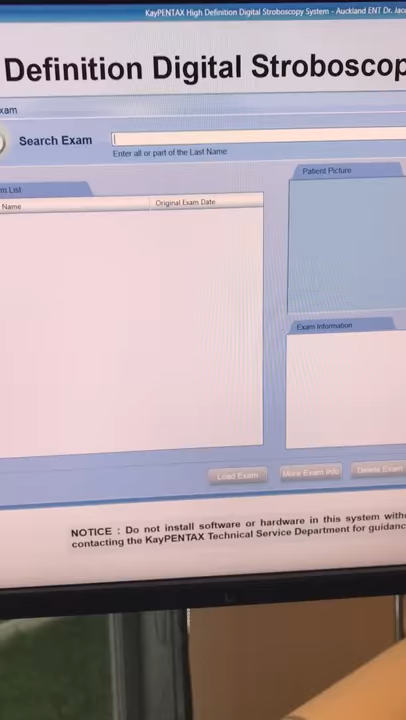 KayPENTAX High Definition Digital Stroboscopy System - Auckland ENT Dr. Jac
Definition Digital Stroboscop
xam
Search Exam
Enter all or part of the Last Name
Patient Picture
m List
Name Original Exam Date
Exam Information
Load Exam More Exam Info Delete Exam
NOTICE : Do not install software or hardware in this system with
contacting the KayPENTAX Technical Service Department for guidanc